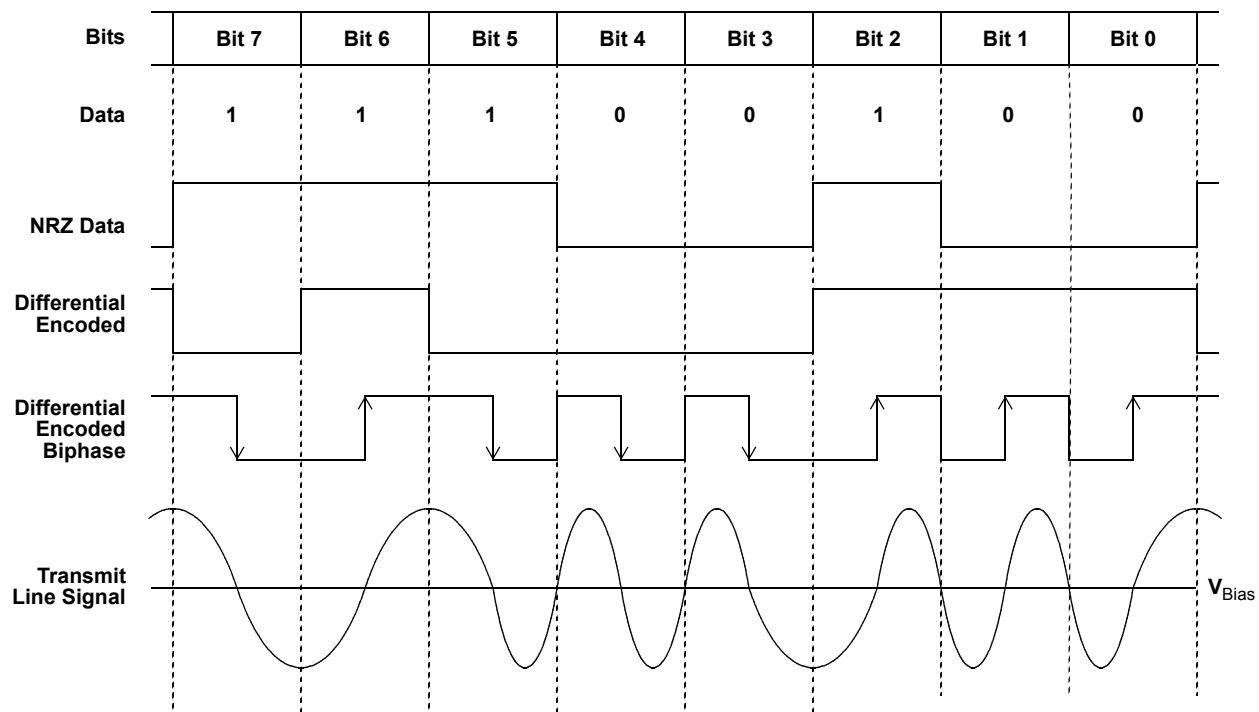 Bits Bit 7 Bit 6 Bit 5 Bit 4 Bit 3 Bit 2 Bit 1 Bit 0
Data 1 1 1 0 0 1 0 0
NRZ Data
Differential
Encoded
Differential
Encoded
Biphase
Transmit
Line Signal
VBias